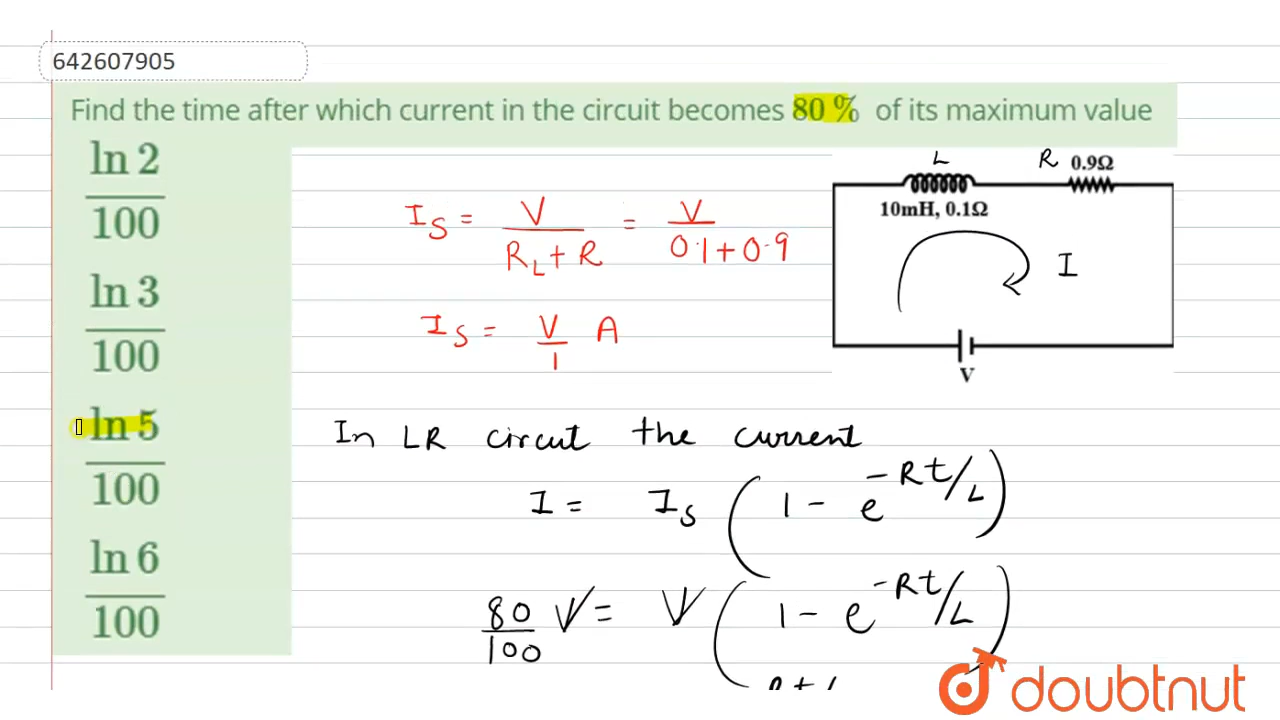 642607905
Find the time after which current in the circuit becomes 80 % of its maximum value
ln 2
100
ln 3
100
ln 5
100
ln 6
100
L
R 0.9Ω
10mH, 0.1Ω
I
V
I_S = V / (R_L + R) = V / (0.1 + 0.9)
I_S = V/1 A
In LR circut the current
I = I_S (1 - e^{-Rt/L})
80/100 V = V (1 - e^{-Rt/L})
doubtnut